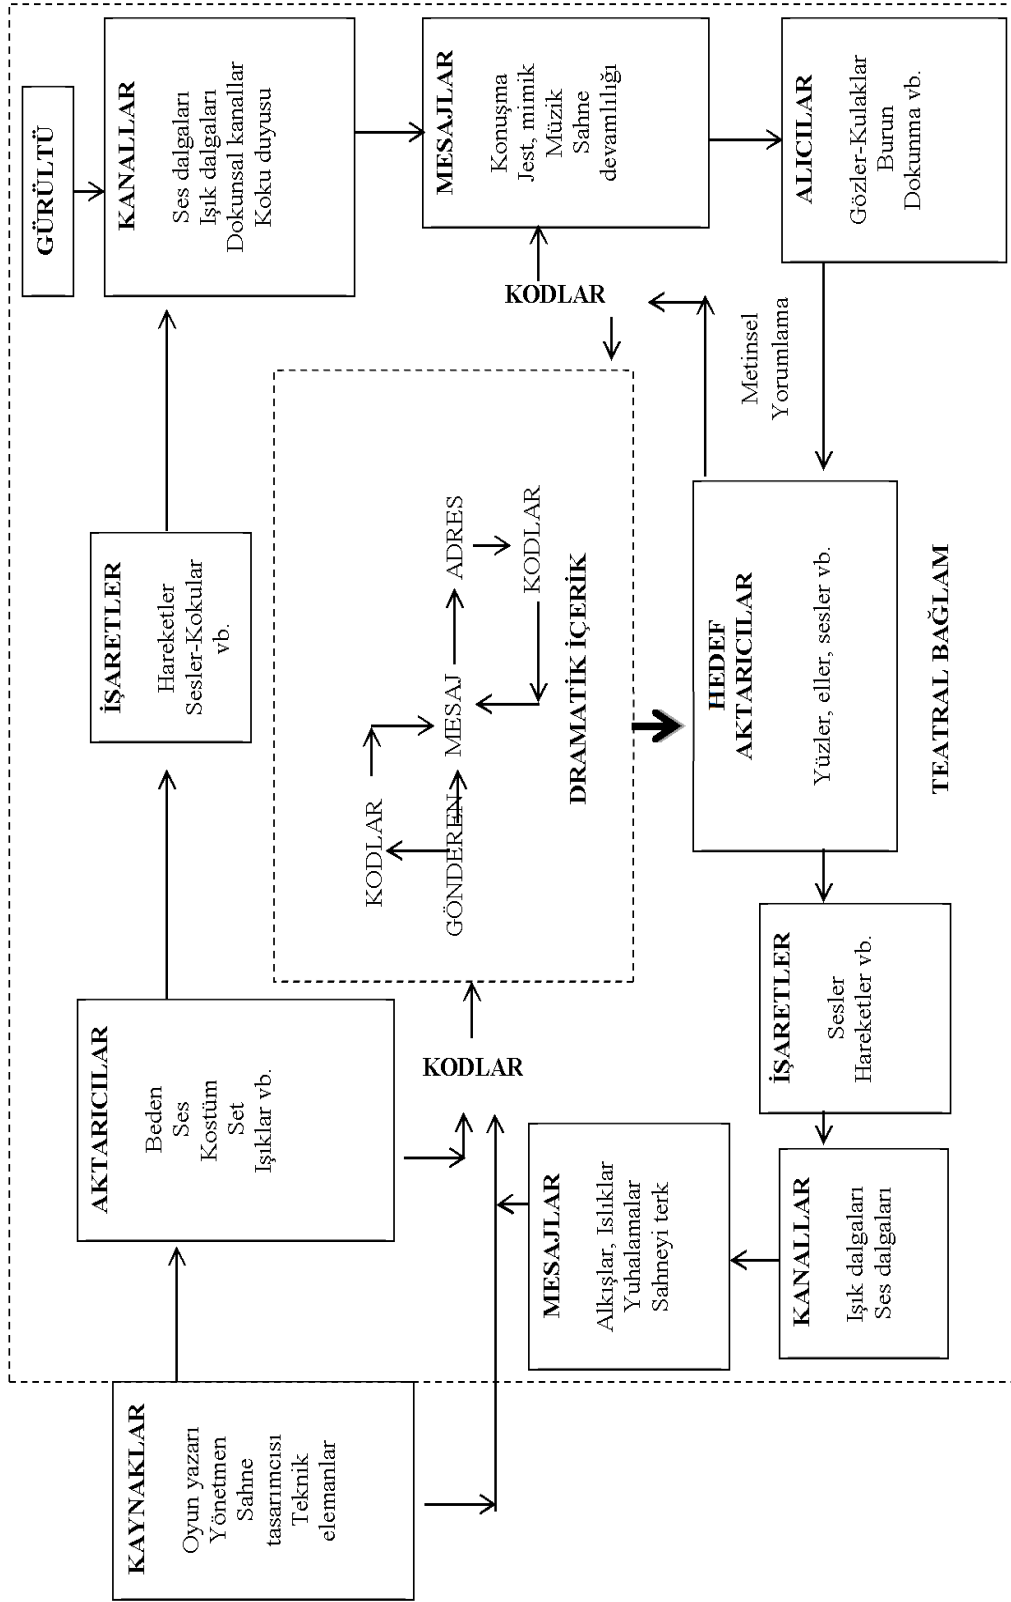 KAYNAKLAR
Oyun yazarı
Yönetmen
Sahne
tasarımcısı
Teknik
elemanlar
AKTARICILAR
Beden
Ses
Kostüm
Set
Işıklar vb.
İŞARETLER
Hareketler
Sesler-Kokular
vb.
GÜRÜLTÜ
KANALLAR
Ses dalgaları
Işık dalgaları
Dokunsal kanallar
Koku duyusu
MESAJLAR
Konuşma
Jest, mimik
Müzik
Sahne
devamlılığı
ALICILAR
Gözler-Kulaklar
Burun
Dokunma vb.
KODLAR
KODLAR
Metinsel
Yorumlama
KODLAR
GÖNDEREN
MESAJ
ADRES
KODLAR
DRAMATİK İÇERİK
HEDEF
AKTARICILAR
Yüzler, eller, sesler vb.
İŞARETLER
Sesler
Hareketler vb.
KANALLAR
Işık dalgaları
Ses dalgaları
MESAJLAR
Alkışlar, Islıklar
Yuhalamalar
Sahneyi terk
TEATRAL BAĞLAM